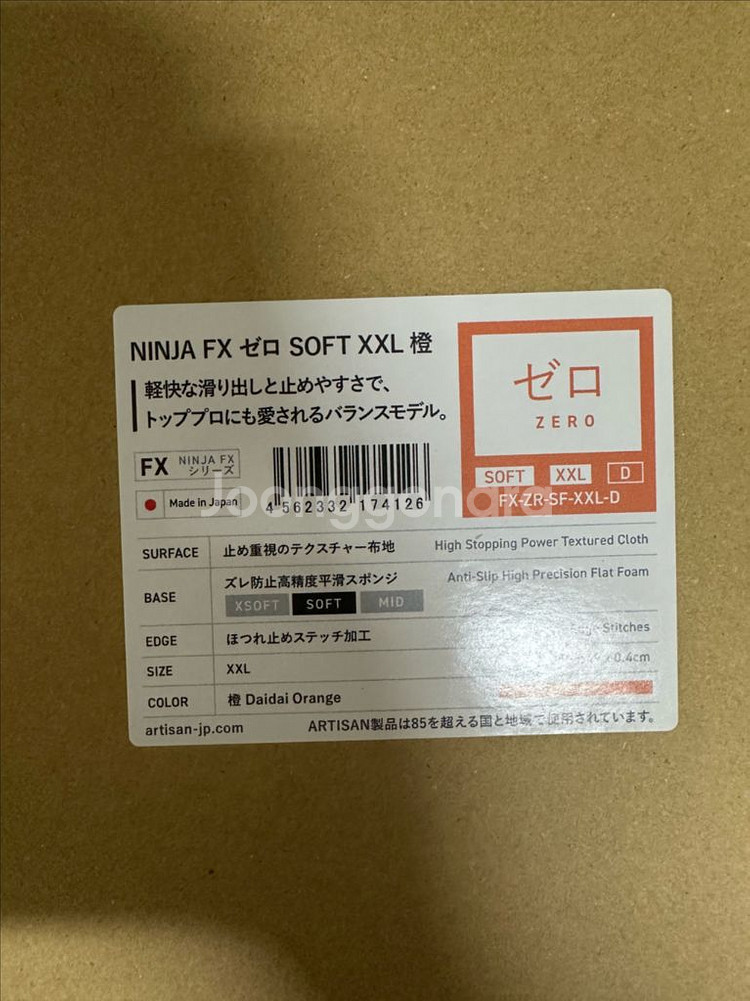 NINJA FX ゼロ SOFT XXL 橙
軽快な滑り出しと止めやすさで、
トッププロにも愛されるバランスモデル。
FX NINJA FX シリーズ
Made in Japan
4 562332 174126
ゼロ
ZERO
SOFT XXL D
FX-ZR-SF-XXL-D
Joonggonara
SURFACE 止め重視のテクスチャー布地 High Stopping Power Textured Cloth
BASE ズレ防止高精度平滑スポンジ Anti-Slip High Precision Flat Foam
XSOFT SOFT MID
EDGE ほつれ止めステッチ加工 Edge Stitches
SIZE XXL 0.4cm
COLOR 橙 Daidai Orange
artisan-jp.com ARTISAN製品は85を超える国と地域で使用されています。